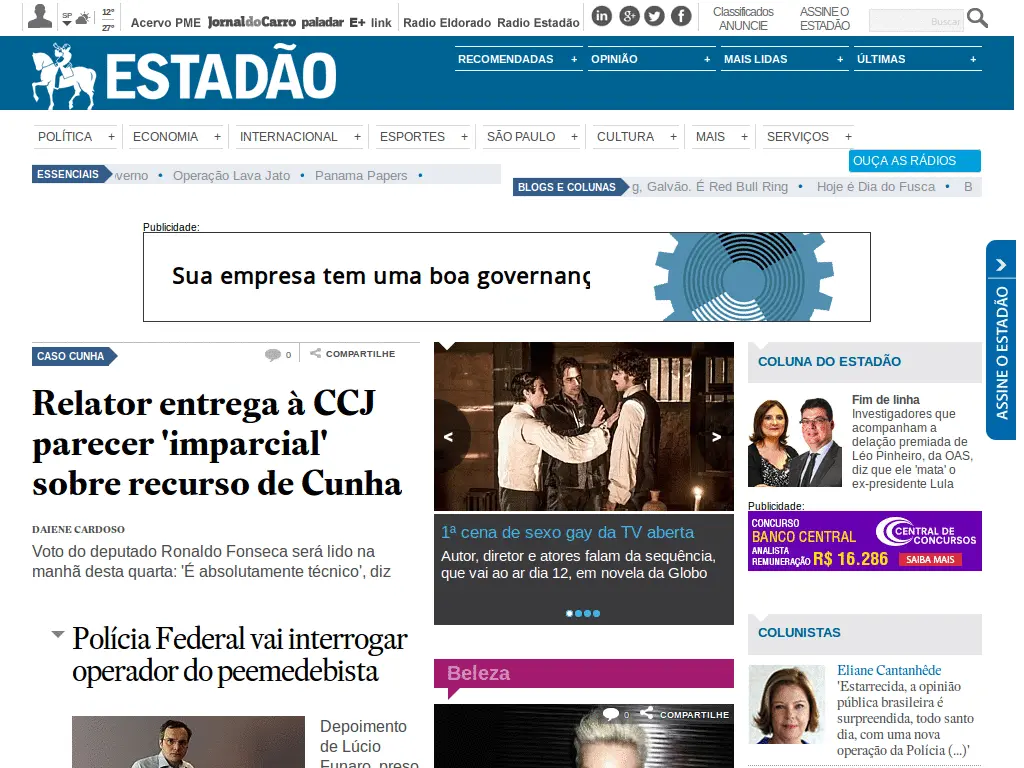 SP
12°
27°
Acervo PME JornaldoCarro paladar E+ link
Radio Eldorado Radio Estadão
Classificados
ANUNCIE
ASSINE O
ESTADÃO
Buscar
ESTADÃO
RECOMENDADAS +
OPINIÃO +
MAIS LIDAS +
ÚLTIMAS +
POLÍTICA +
ECONOMIA +
INTERNACIONAL +
ESPORTES +
SÃO PAULO +
CULTURA +
MAIS +
SERVIÇOS +
OUÇA AS RÁDIOS
ESSENCIAIS
verno • Operação Lava Jato • Panama Papers •
BLOGS E COLUNAS
g, Galvão. É Red Bull Ring • Hoje é Dia do Fusca • B
Publicidade:
Sua empresa tem uma boa governanç
ASSINE O ESTADÃO
CASO CUNHA
0
COMPARTILHE
Relator entrega à CCJ
parecer 'imparcial'
sobre recurso de Cunha
DAIENE CARDOSO
Voto do deputado Ronaldo Fonseca será lido na
manhã desta quarta: 'É absolutamente técnico', diz
Polícia Federal vai interrogar
operador do peemedebista
Depoimento
de Lúcio
Funaro, preso
<
>
1ª cena de sexo gay da TV aberta
Autor, diretor e atores falam da sequência,
que vai ao ar dia 12, em novela da Globo
Beleza
0
COMPARTILHE
COLUNA DO ESTADÃO
Fim de linha
Investigadores que
acompanham a
delação premiada de
Léo Pinheiro, da OAS,
diz que ele 'mata' o
ex-presidente Lula
Publicidade:
CONCURSO
BANCO CENTRAL
ANALISTA
REMUNERAÇÃO R$ 16.286
CENTRAL DE
CONCURSOS
SAIBA MAIS
COLUNISTAS
Eliane Cantanhêde
'Estarrecida, a opinião
pública brasileira é
surpreendida, todo santo
dia, com uma nova
operação da Polícia (...)'